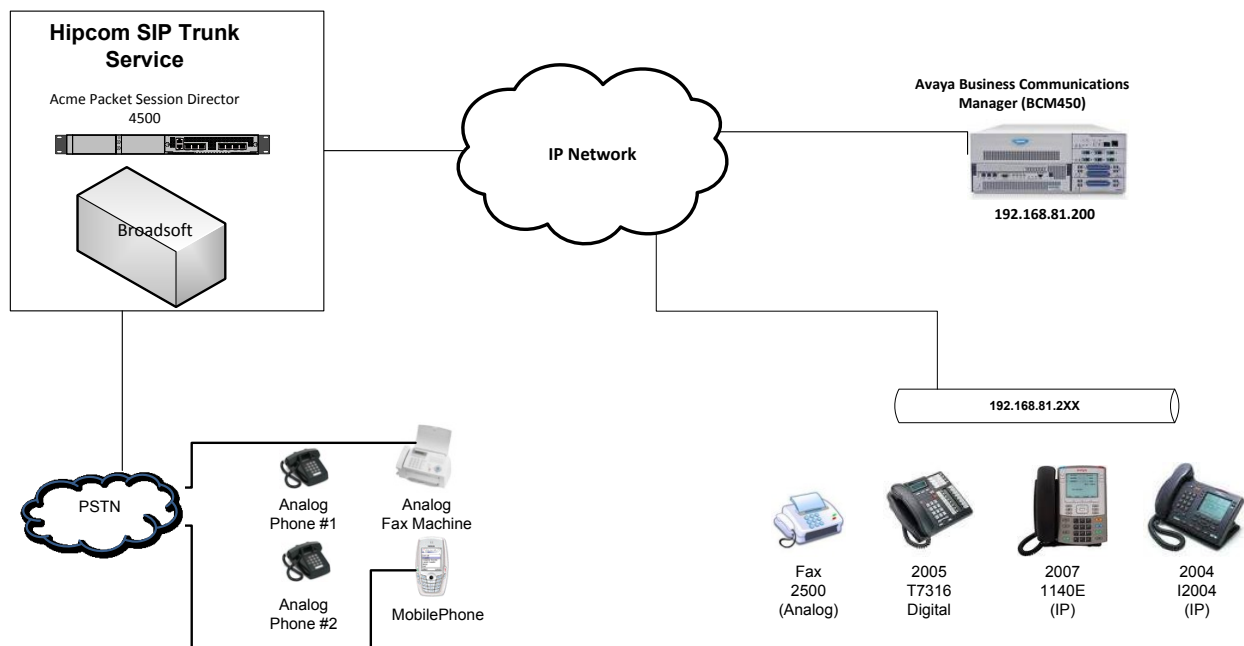 Hipcom SIP Trunk
Service
Acme Packet Session Director
4500
Broadsoft
IP Network
Avaya Business Communications
Manager (BCM450)
192.168.81.200
192.168.81.2XX
PSTN
Analog
Phone #1
Analog
Fax Machine
Analog
Phone #2
MobilePhone
Fax
2500
(Analog)
2005
T7316
Digital
2007
1140E
(IP)
2004
I2004
(IP)